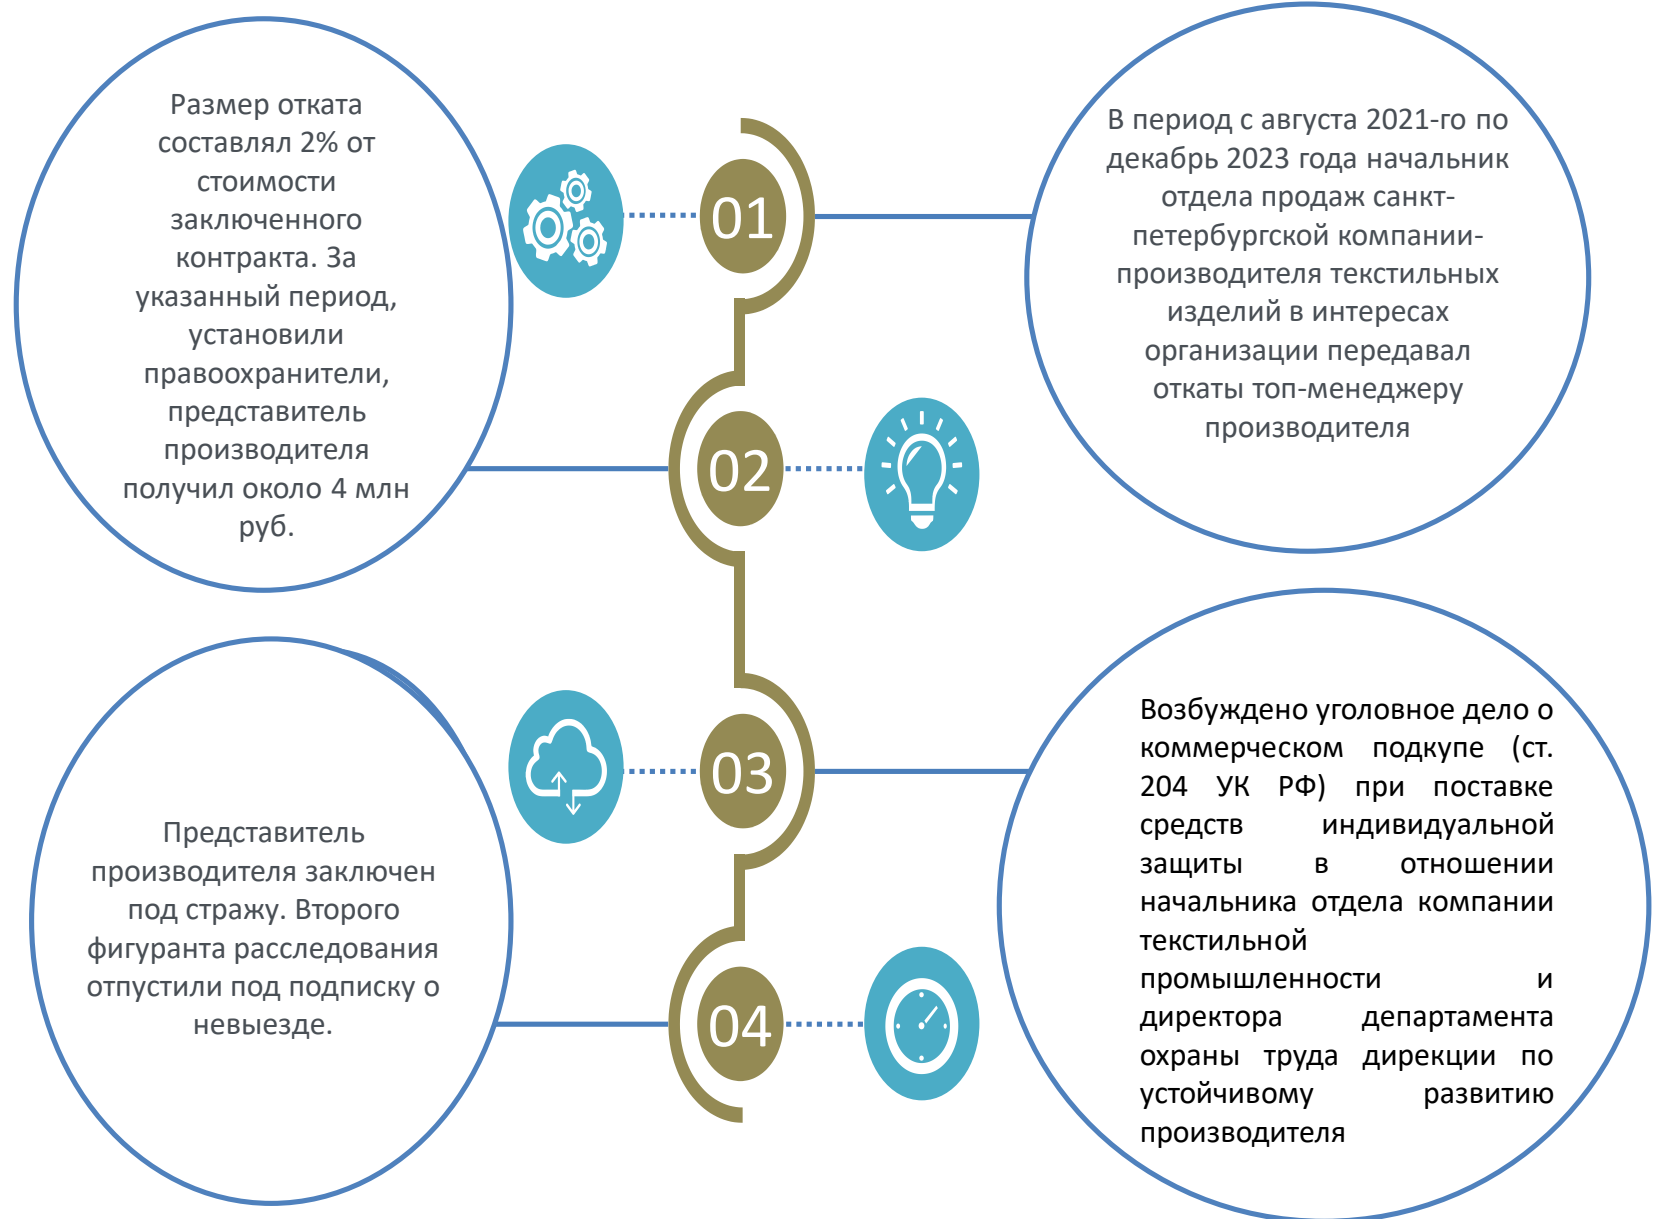 01
В период с августа 2021-го по
декабрь 2023 года начальник
отдела продаж санкт-
петербургской компании-
производителя текстильных
изделий в интересах
организации передавал
откаты топ-менеджеру
производителя
Размер отката
составлял 2% от
стоимости
заключенного
контракта. За
указанный период,
установили
правоохранители,
представитель
производителя
получил около 4 млн
руб.
02
03
Возбуждено уголовное дело о
коммерческом подкупе (ст.
204 УК РФ) при поставке
средств индивидуальной
защиты в отношении
начальника отдела компании
текстильной
промышленности и
директора департамента
охраны труда дирекции по
устойчивому развитию
производителя
Представитель
производителя заключен
под стражу. Второго
фигуранта расследования
отпустили под подписку о
невыезде.
04